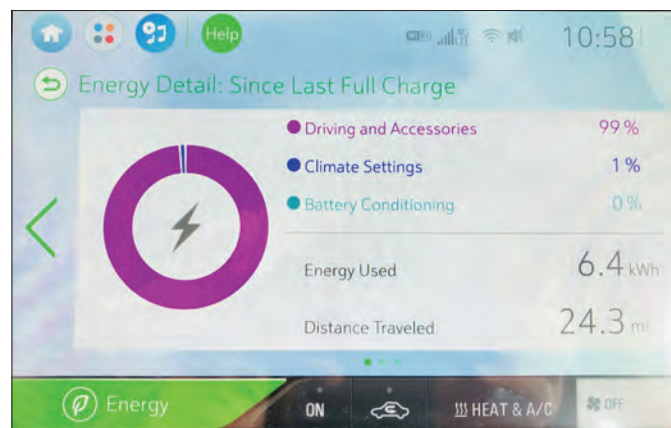 Help
10:58
Energy Detail: Since Last Full Charge
Driving and Accessories 99%
Climate Settings 1%
Battery Conditioning 0%
Energy Used 6.4 kWh
Distance Traveled 24.3 mi
Energy
ON
HEAT & A/C
OFF